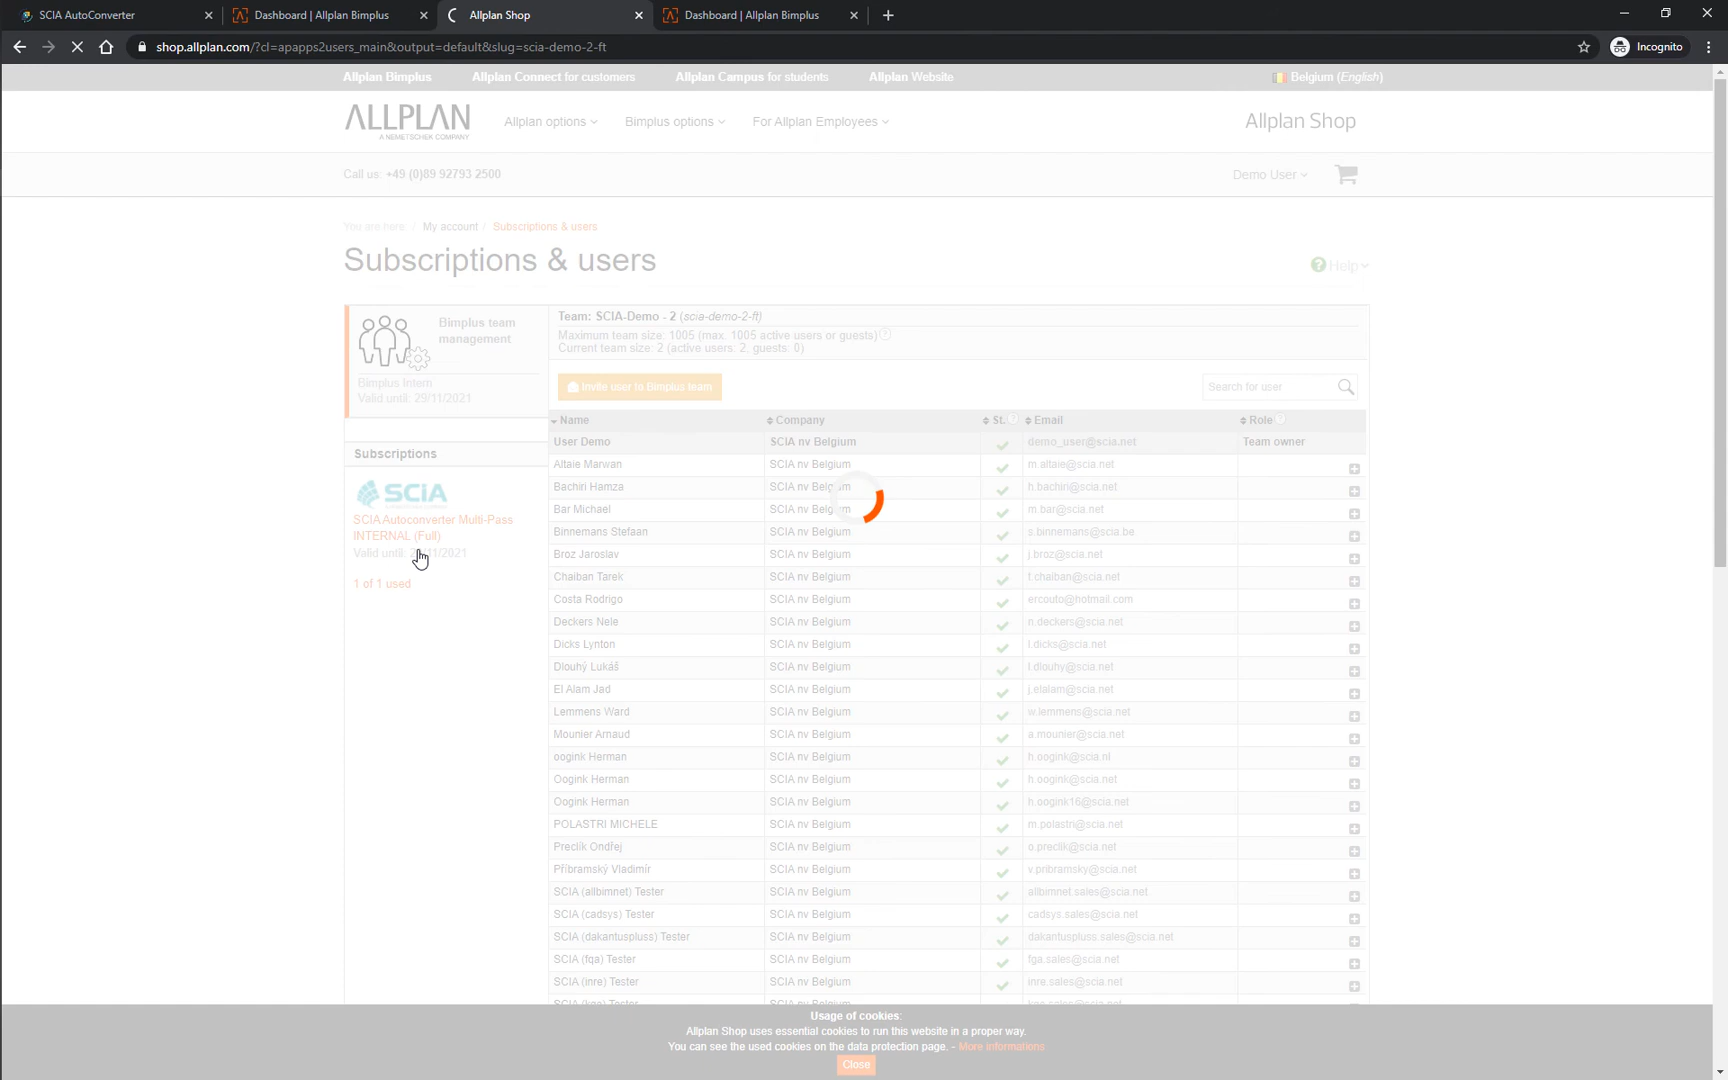 SCIA AutoConverter
Dashboard | Allplan Bimplus
Allplan Shop
Dashboard | Allplan Bimplus
shop.allplan.com/?cl=apapps2users_main&output=default&slug=scia-demo-2-ft
Incognito
Allplan Bimplus
Allplan Connect for customers
Allplan Campus for students
Allplan Website
Belgium (English)
ALLPLAN
A NEMETSCHEK COMPANY
Allplan options
Bimplus options
For Allplan Employees
Allplan Shop
Call us: +49 (0)89 92793 2500
Demo User
You are here: / My account / Subscriptions & users
Subscriptions & users
Help
Bimplus team
management
Bimplus Intern
Valid until: 29/11/2021
Subscriptions
SCIA
SCIA Autoconverter Multi-Pass
INTERNAL (Full)
Valid until: 2 /11/2021
1 of 1 used
Team: SCIA-Demo - 2 (scia-demo-2-ft)
Maximum team size: 1005 (max. 1005 active users or guests)
Current team size: 2 (active users: 2, guests: 0)
Invite user to Bimplus team
Search for user
Name Company St. Email Role
User Demo SCIA nv Belgium demo_user@scia.net Team owner
Altaie Marwan SCIA nv Belgium m.altaie@scia.net
Bachiri Hamza SCIA nv Belgium h.bachiri@scia.net
Bar Michael SCIA nv Belgium m.bar@scia.net
Binnemans Stefaan SCIA nv Belgium s.binnemans@scia.be
Broz Jaroslav SCIA nv Belgium j.broz@scia.net
Chaiban Tarek SCIA nv Belgium t.chaiban@scia.net
Costa Rodrigo SCIA nv Belgium ercouto@hotmail.com
Deckers Nele SCIA nv Belgium n.deckers@scia.net
Dicks Lynton SCIA nv Belgium l.dicks@scia.net
Dlouhý Lukáš SCIA nv Belgium l.dlouhy@scia.net
El Alam Jad SCIA nv Belgium j.elalam@scia.net
Lemmens Ward SCIA nv Belgium w.lemmens@scia.net
Mounier Arnaud SCIA nv Belgium a.mounier@scia.net
oogink Herman SCIA nv Belgium h.oogink@scia.nl
Oogink Herman SCIA nv Belgium h.oogink@scia.net
Oogink Herman SCIA nv Belgium h.oogink16@scia.net
POLASTRI MICHELE SCIA nv Belgium m.polastri@scia.net
Preclík Ondřej SCIA nv Belgium o.preclik@scia.net
Příbramský Vladimír SCIA nv Belgium v.pribramsky@scia.net
SCIA (allbimnet) Tester SCIA nv Belgium allbimnet.sales@scia.net
SCIA (cadsys) Tester SCIA nv Belgium cadsys.sales@scia.net
SCIA (dakantuspluss) Tester SCIA nv Belgium dakantuspluss.sales@scia.net
SCIA (fqa) Tester SCIA nv Belgium fga.sales@scia.net
SCIA (inre) Tester SCIA nv Belgium inre.sales@scia.net
Usage of cookies:
Allplan Shop uses essential cookies to run this website in a proper way.
You can see the used cookies on the data protection page. - More informations
Close